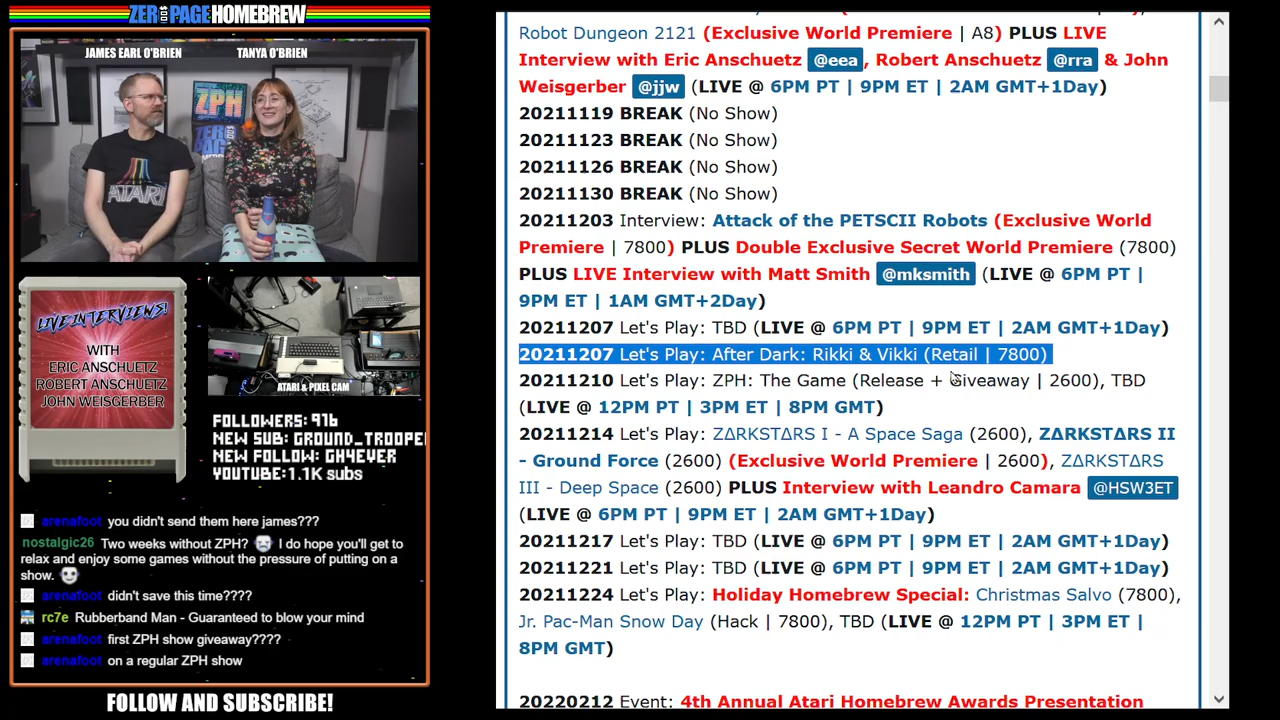 ZERO PAGE HOMEBREW
JAMES EARL O'BRIEN
TANYA O'BRIEN
ZPH
ATARI
LIVE INTERVIEWS!
WITH
ERIC ANSCHUETZ
ROBERT ANSCHUETZ
JOHN WEISGERBER
ATARI & PIXEL CAM
FOLLOWERS: 916
NEW SUB: GROUND_TROOPE
NEW FOLLOW: GH4EVER
YOUTUBE: 1.1K subs
arenafoot you didn't send them here james???
nostalgic26 Two weeks without ZPH? I do hope you'll get to
relax and enjoy some games without the pressure of putting on a
show.
arenafoot didn't save this time????
rc7e Rubberband Man - Guaranteed to blow your mind
arenafoot first ZPH show giveaway????
arenafoot on a regular ZPH show
FOLLOW AND SUBSCRIBE!
Robot Dungeon 2121 (Exclusive World Premiere | A8) PLUS LIVE
Interview with Eric Anschuetz @eea, Robert Anschuetz @rra & John
Weisgerber @jjw (LIVE @ 6PM PT | 9PM ET | 2AM GMT+1Day)
20211119 BREAK (No Show)
20211123 BREAK (No Show)
20211126 BREAK (No Show)
20211130 BREAK (No Show)
20211203 Interview: Attack of the PETSCII Robots (Exclusive World
Premiere | 7800) PLUS Double Exclusive Secret World Premiere (7800)
PLUS LIVE Interview with Matt Smith @mksmith (LIVE @ 6PM PT |
9PM ET | 1AM GMT+2Day)
20211207 Let's Play: TBD (LIVE @ 6PM PT | 9PM ET | 2AM GMT+1Day)
20211207 Let's Play: After Dark: Rikki & Vikki (Retail | 7800)
20211210 Let's Play: ZPH: The Game (Release + Giveaway | 2600), TBD
(LIVE @ 12PM PT | 3PM ET | 8PM GMT)
20211214 Let's Play: Z∆RKST∆RS I - A Space Saga (2600), Z∆RKST∆RS II
- Ground Force (2600) (Exclusive World Premiere | 2600), Z∆RKST∆RS
III - Deep Space (2600) PLUS Interview with Leandro Camara @HSW3ET
(LIVE @ 6PM PT | 9PM ET | 2AM GMT+1Day)
20211217 Let's Play: TBD (LIVE @ 6PM PT | 9PM ET | 2AM GMT+1Day)
20211221 Let's Play: TBD (LIVE @ 6PM PT | 9PM ET | 2AM GMT+1Day)
20211224 Let's Play: Holiday Homebrew Special: Christmas Salvo (7800),
Jr. Pac-Man Snow Day (Hack | 7800), TBD (LIVE @ 12PM PT | 3PM ET |
8PM GMT)
20220212 Event: 4th Annual Atari Homebrew Awards Presentation